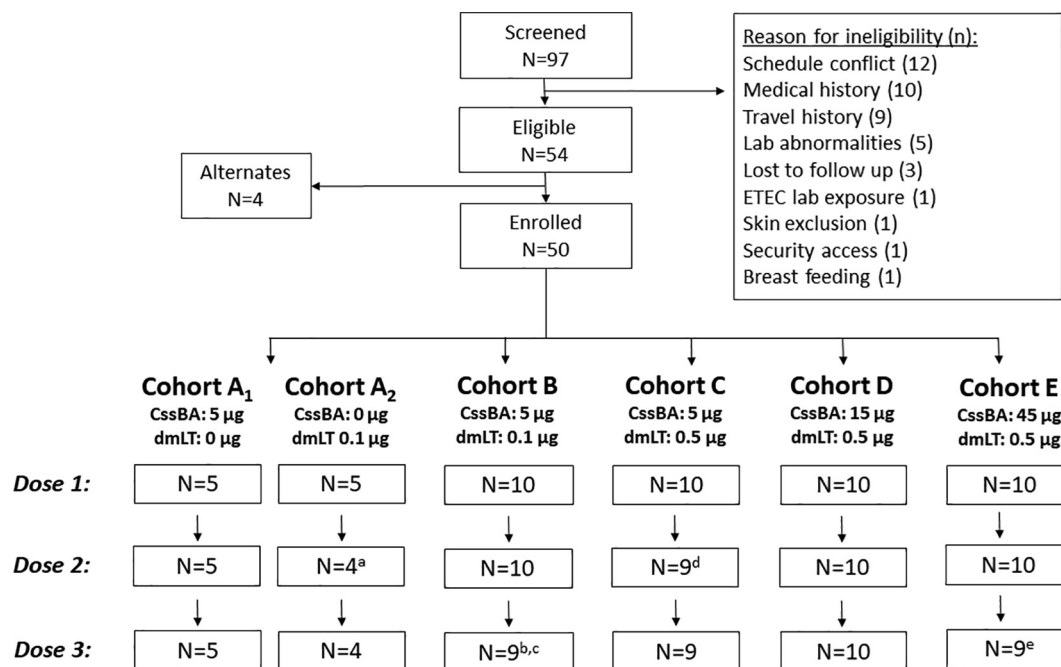 Screened
N=97
Reason for ineligibility (n):
Schedule conflict (12)
Medical history (10)
Travel history (9)
Lab abnormalities (5)
Lost to follow up (3)
ETEC lab exposure (1)
Skin exclusion (1)
Security access (1)
Breast feeding (1)
Eligible
N=54
Alternates
N=4
Enrolled
N=50
Cohort A₁
CssBA: 5 µg
dmLT: 0 µg
Cohort A₂
CssBA: 0 µg
dmLT 0.1 µg
Cohort B
CssBA: 5 µg
dmLT: 0.1 µg
Cohort C
CssBA: 5 µg
dmLT: 0.5 µg
Cohort D
CssBA: 15 µg
dmLT: 0.5 µg
Cohort E
CssBA: 45 µg
dmLT: 0.5 µg
Dose 1: N=5 N=5 N=10 N=10 N=10 N=10
Dose 2: N=5 N=4ᵃ N=10 N=9ᵈ N=10 N=10
Dose 3: N=5 N=4 N=9ᵇ,ᶜ N=9 N=10 N=9ᵉ